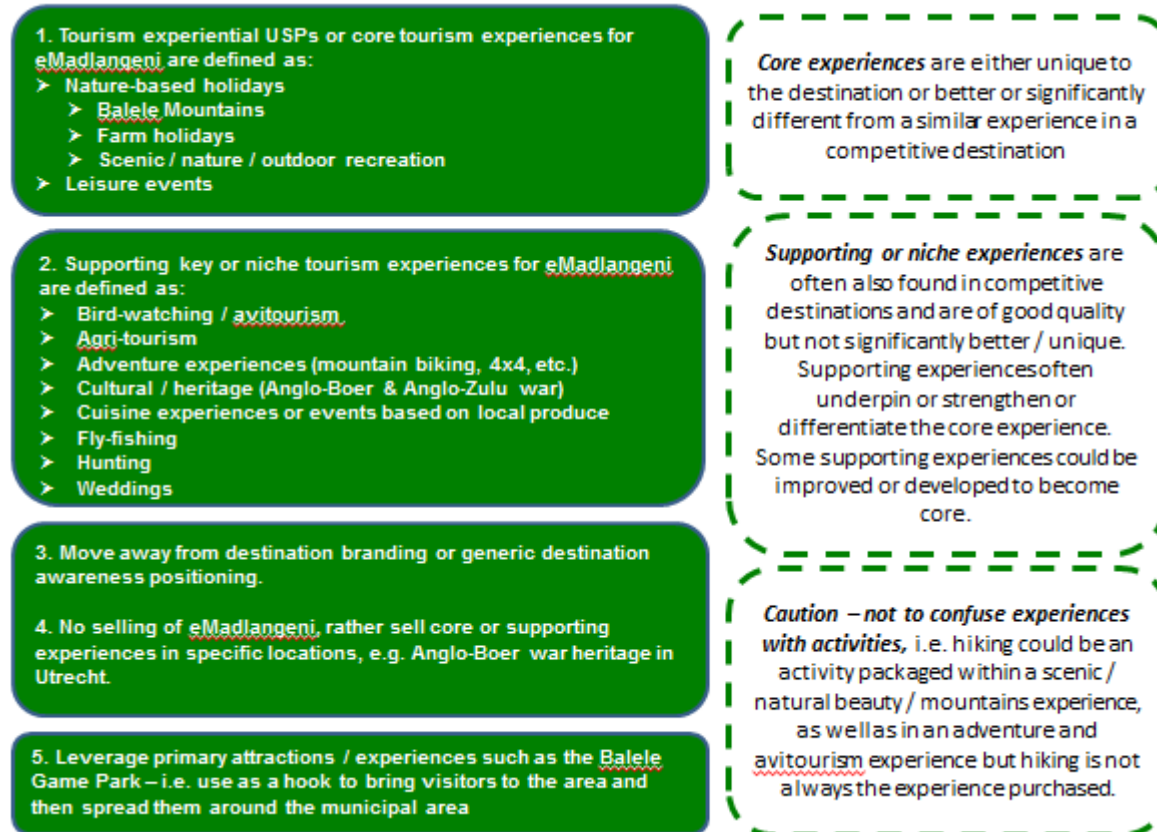 1. Tourism experiential USPs or core tourism experiences for
eMadlangeni are defined as:
➤ Nature-based holidays
➤ Balele Mountains
➤ Farm holidays
➤ Scenic / nature / outdoor recreation
➤ Leisure events
Core experiences are either unique to
the destination or better or significantly
different from a similar experience in a
competitive destination
2. Supporting key or niche tourism experiences for eMadlangeni
are defined as:
➤ Bird-watching / avitourism
➤ Agri-tourism
➤ Adventure experiences (mountain biking, 4x4, etc.)
➤ Cultural / heritage (Anglo-Boer & Anglo-Zulu war)
➤ Cuisine experiences or events based on local produce
➤ Fly-fishing
➤ Hunting
➤ Weddings
Supporting or niche experiences are
often also found in competitive
destinations and are of good quality
but not significantly better / unique.
Supporting experiences often
underpin or strengthen or
differentiate the core experience.
Some supporting experiences could be
improved or developed to become
core.
3. Move away from destination branding or generic destination
awareness positioning.
4. No selling of eMadlangeni, rather sell core or supporting
experiences in specific locations, e.g. Anglo-Boer war heritage in
Utrecht.
5. Leverage primary attractions / experiences such as the Balele
Game Park – i.e. use as a hook to bring visitors to the area and
then spread them around the municipal area
Caution – not to confuse experiences
with activities, i.e. hiking could be an
activity packaged within a scenic /
natural beauty / mountains experience,
as well as in an adventure and
avitourism experience but hiking is not
always the experience purchased.